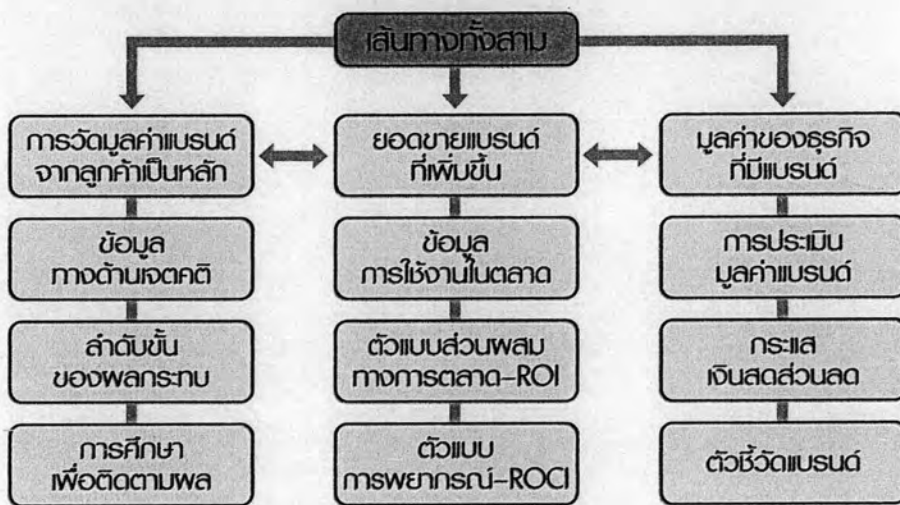 เส้นทางทั้งสาม
การวัดมูลค่าแบรนด์
จากลูกค้าเป็นหลัก
ข้อมูล
ทางด้านเจตคติ
ลำดับขั้น
ของผลกระทบ
การศึกษา
เพื่อติดตามผล
ยอดขายแบรนด์
ที่เพิ่มขึ้น
ข้อมูล
การใช้งานในตลาด
ตัวแบบส่วนผสม
ทางการตลาด-ROI
ตัวแบบ
การพยากรณ์-ROCI
มูลค่าของธุรกิจ
ที่มีแบรนด์
การประเมิน
มูลค่าแบรนด์
กระแส
เงินสดส่วนลด
ตัวชี้วัดแบรนด์